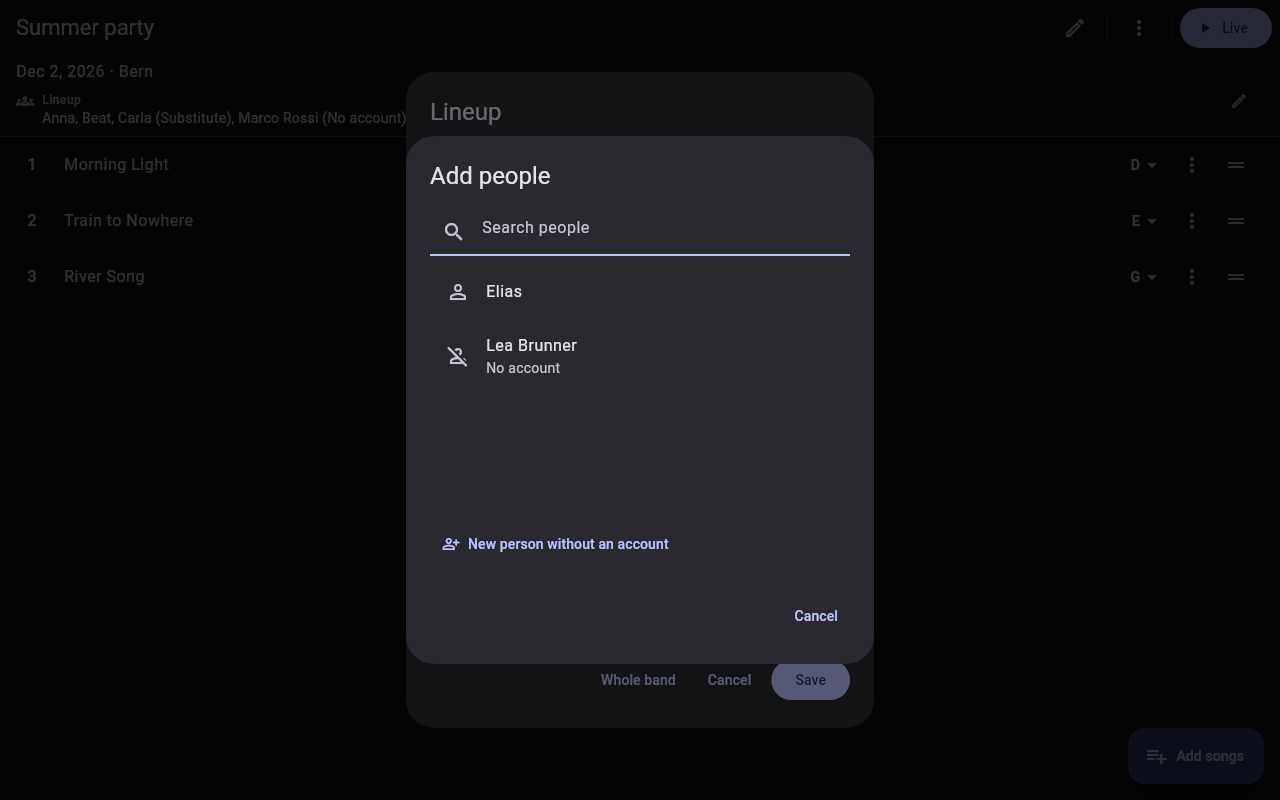 Summer party
Live
Dec 2, 2026 · Bern
Lineup
Anna, Beat, Carla (Substitute), Marco Rossi (No account)
1 Morning Light D
2 Train to Nowhere E
3 River Song G
Lineup
Add people
Search people
Elias
Lea Brunner
No account
New person without an account
Cancel
Whole band Cancel Save
Add songs